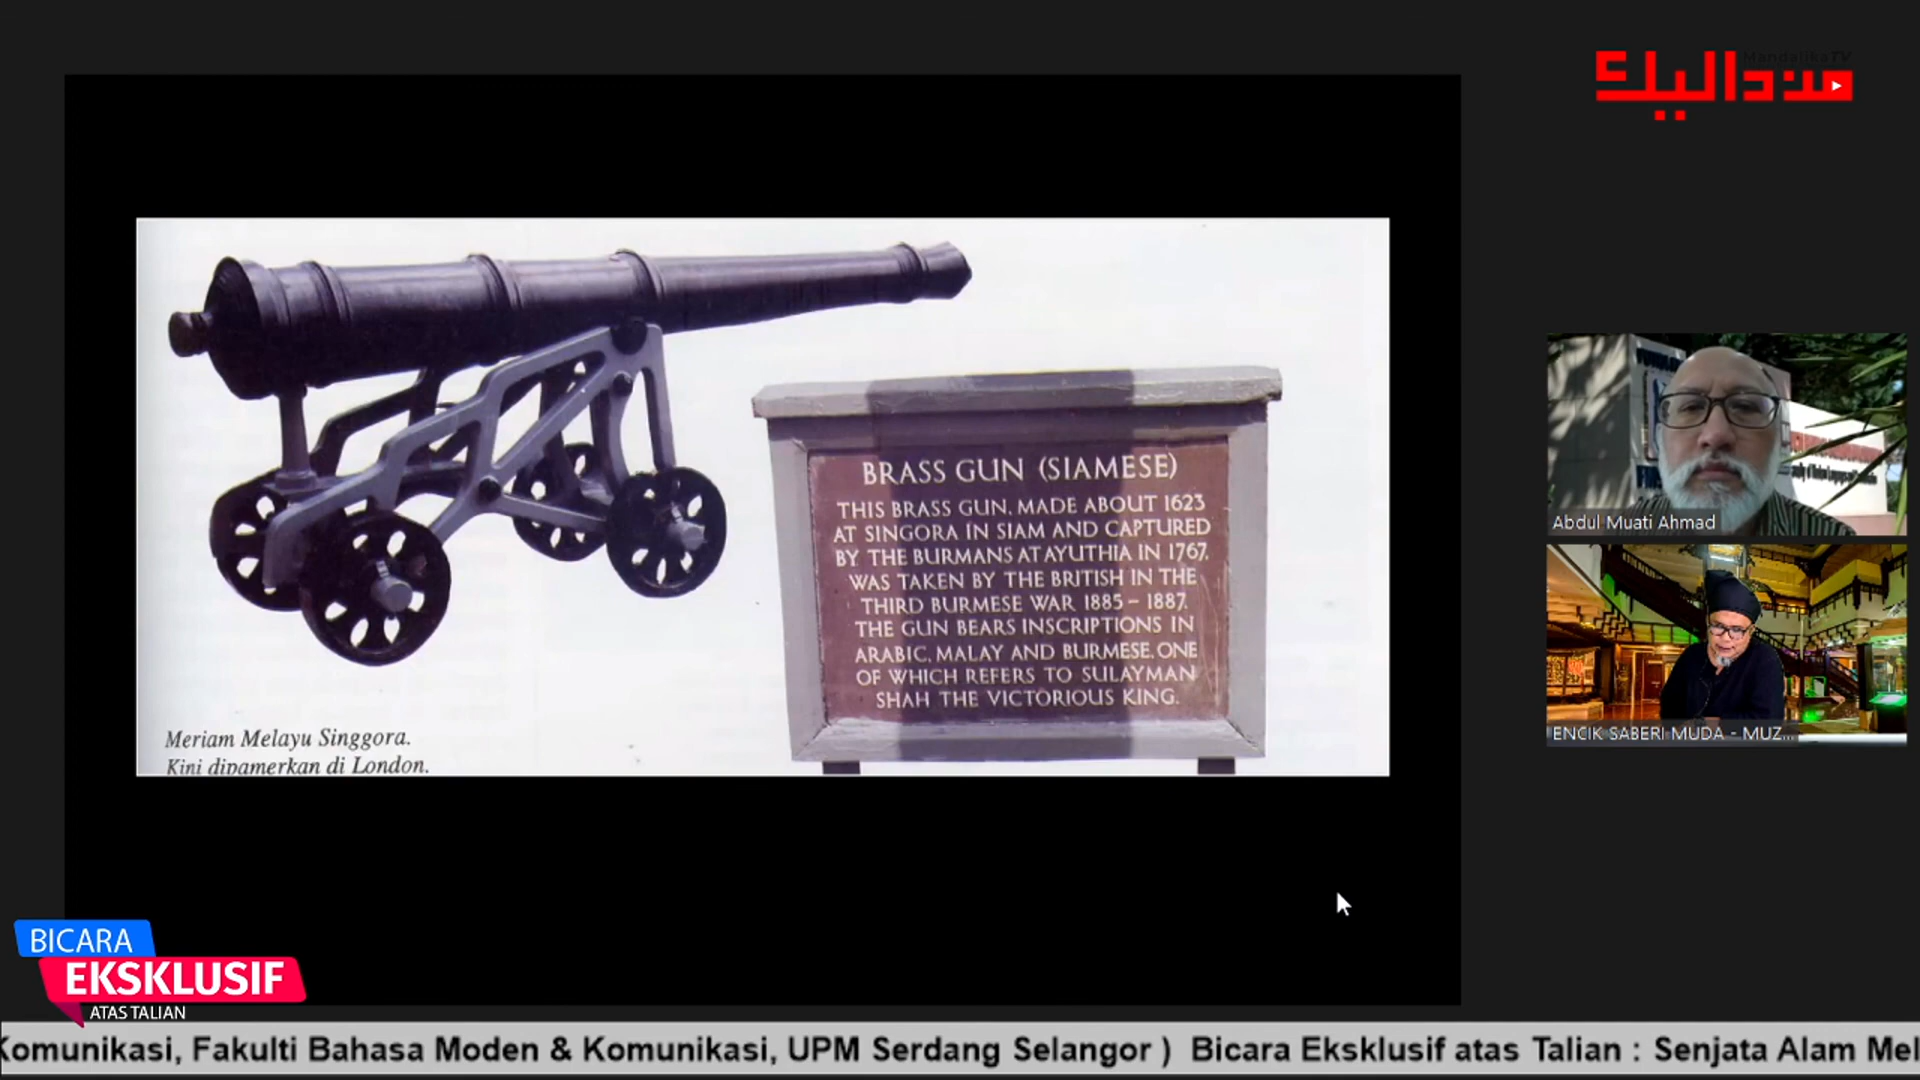 MandalikaTV
منداليك
BRASS GUN (SIAMESE)
THIS BRASS GUN, MADE ABOUT 1623
AT SINGORA IN SIAM AND CAPTURED
BY THE BURMANS AT AYUTHIA IN 1767,
WAS TAKEN BY THE BRITISH IN THE
THIRD BURMESE WAR 1885 – 1887.
THE GUN BEARS INSCRIPTIONS IN
ARABIC, MALAY AND BURMESE, ONE
OF WHICH REFERS TO SULAYMAN
SHAH THE VICTORIOUS KING.
Meriam Melayu Singgora.
Kini dipamerkan di London.
Abdul Muati Ahmad
ENCIK SABERI MUDA - MUZ...
BICARA
EKSKLUSIF
ATAS TALIAN
Komunikasi, Fakulti Bahasa Moden & Komunikasi, UPM Serdang Selangor ) Bicara Eksklusif atas Talian : Senjata Alam Mel